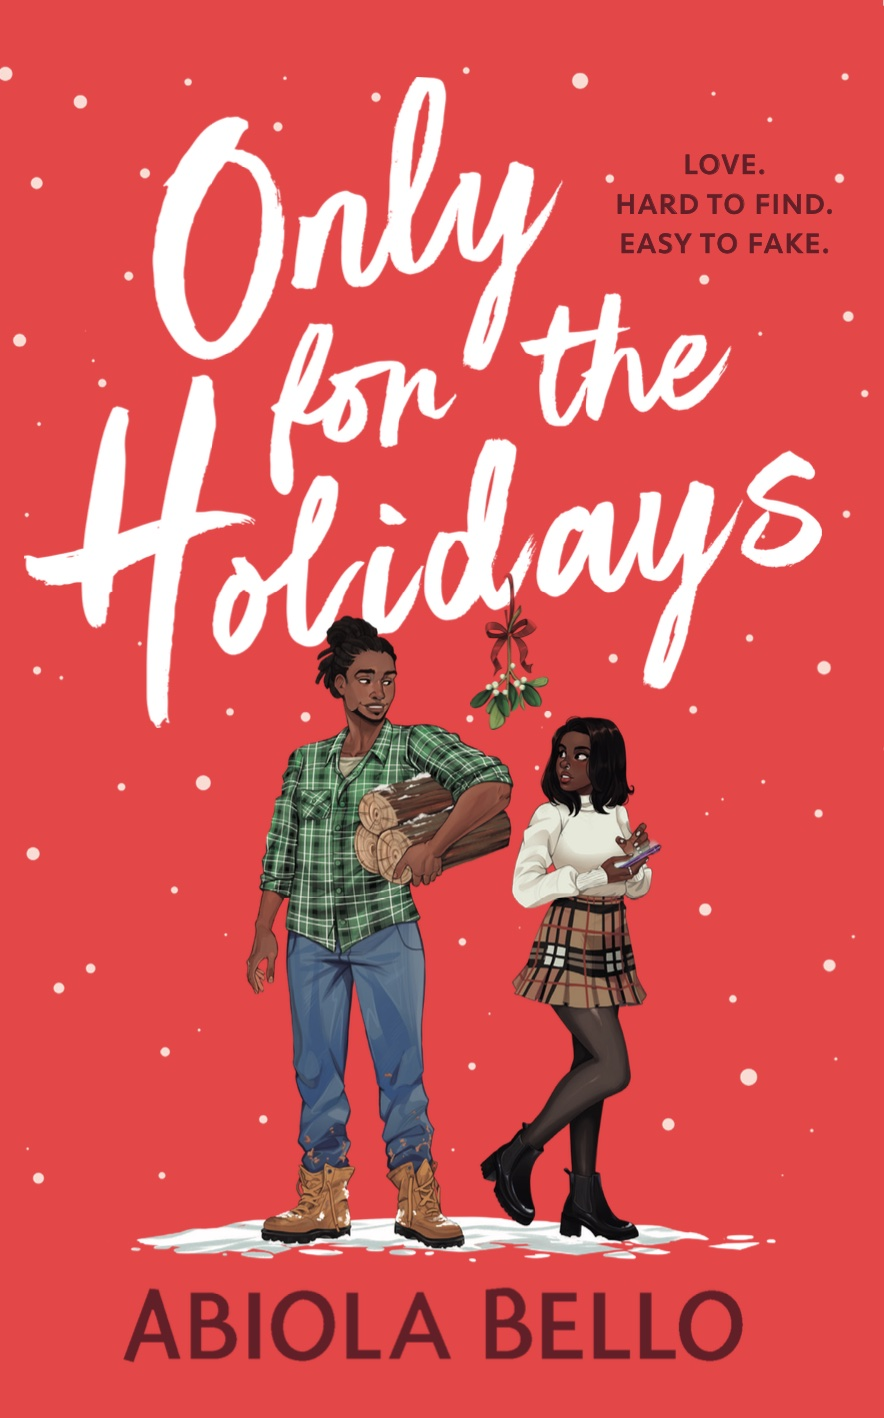 Only
for the
Holidays
LOVE.
HARD TO FIND.
EASY TO FAKE.
ABIOLA BELLO